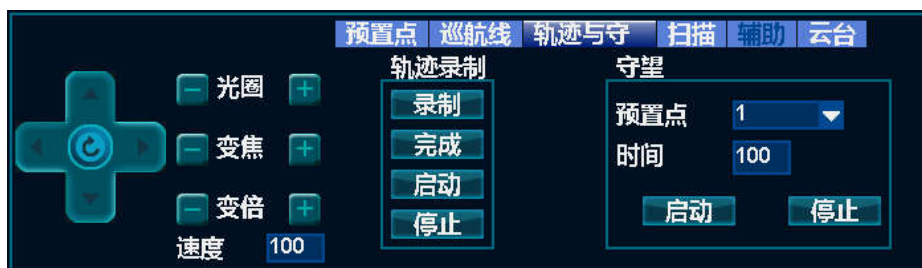 预置点 巡航线 轨迹与守 扫描 辅助 云台
轨迹录制 守望
光圈 录制
预置点 1
变焦 完成
时间 100
启动
变倍 启动 停止
停止
速度 100